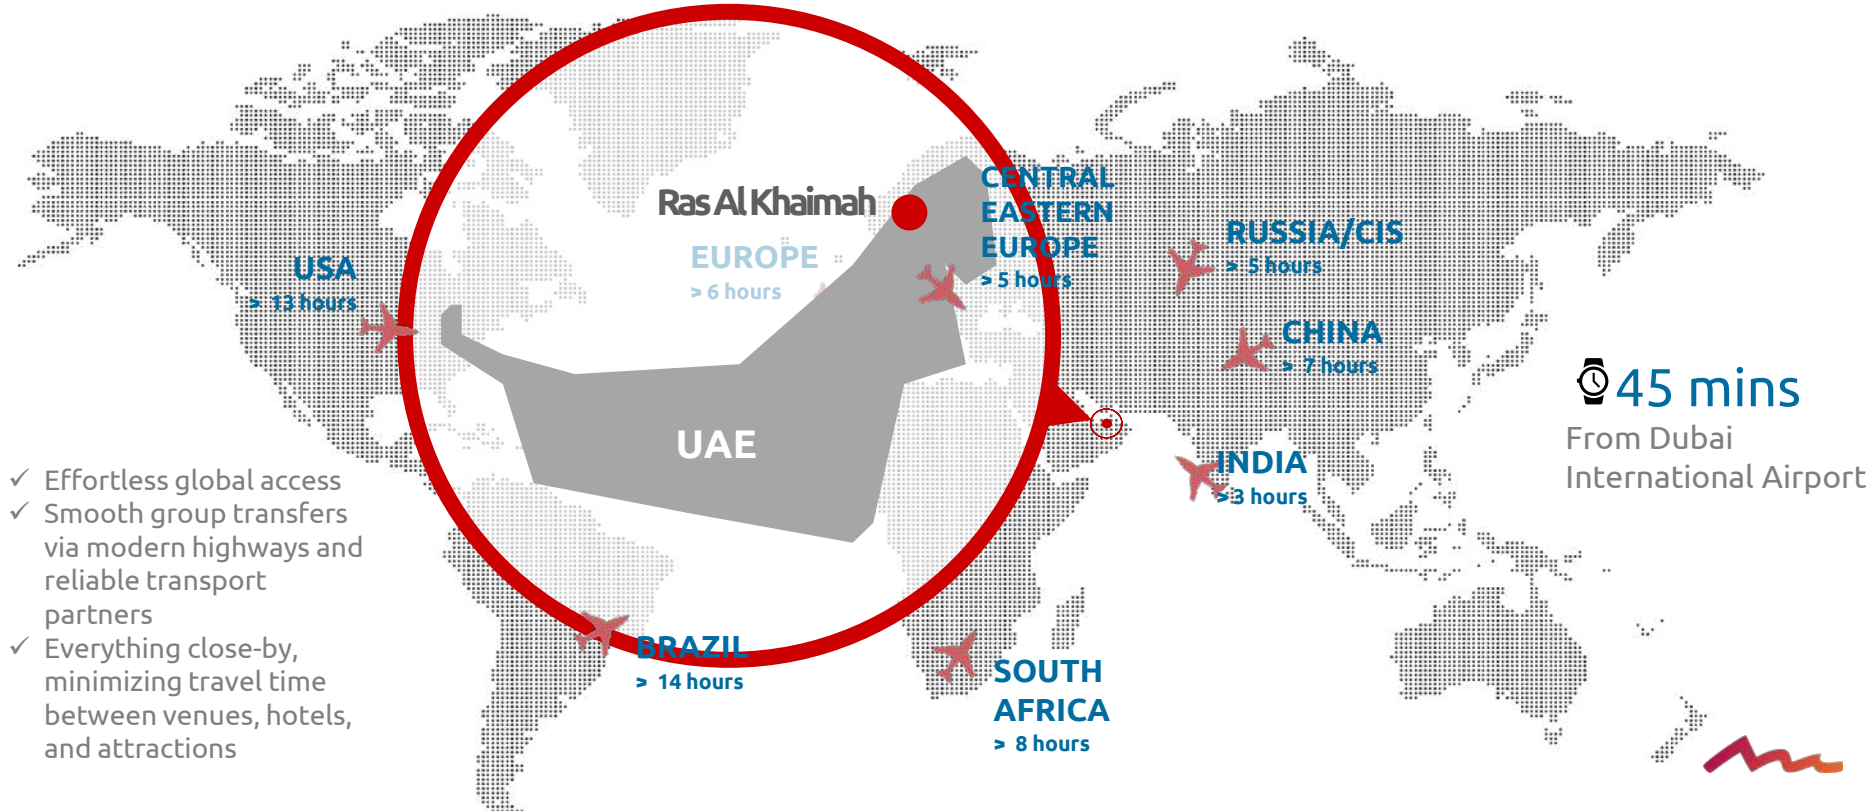 Ras Al Khaimah
EUROPE
> 6 hours
CENTRAL
EASTERN
EUROPE
> 5 hours
RUSSIA/CIS
> 5 hours
USA
> 13 hours
CHINA
> 7 hours
45 mins
From Dubai
International Airport
UAE
INDIA
> 3 hours
✓ Effortless global access
✓ Smooth group transfers
via modern highways and
reliable transport
partners
✓ Everything close-by,
minimizing travel time
between venues, hotels,
and attractions
BRAZIL
> 14 hours
SOUTH
AFRICA
> 8 hours